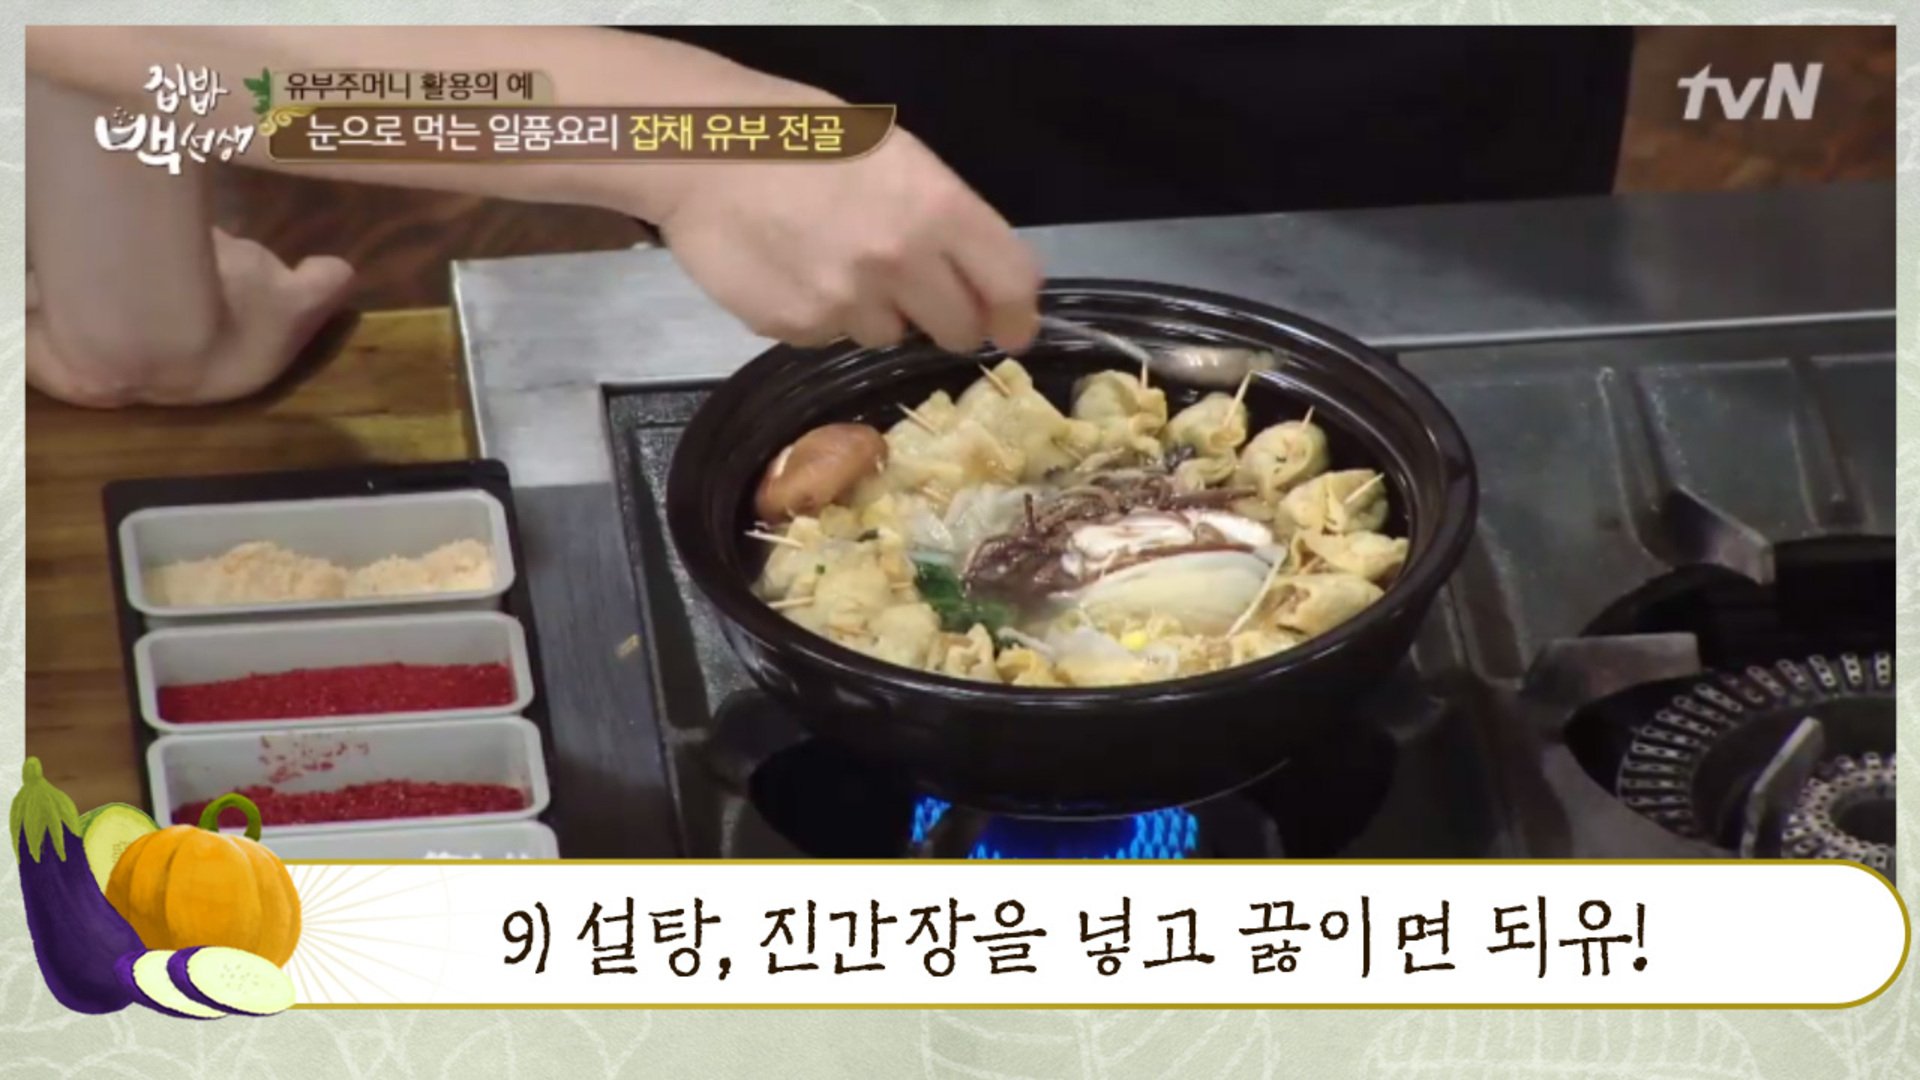 집밥
백선생
유부주머니 활용의 예
눈으로 먹는 일품요리 잡채 유부 전골
tvN
9) 설탕, 진간장을 넣고 끓이면 되유!